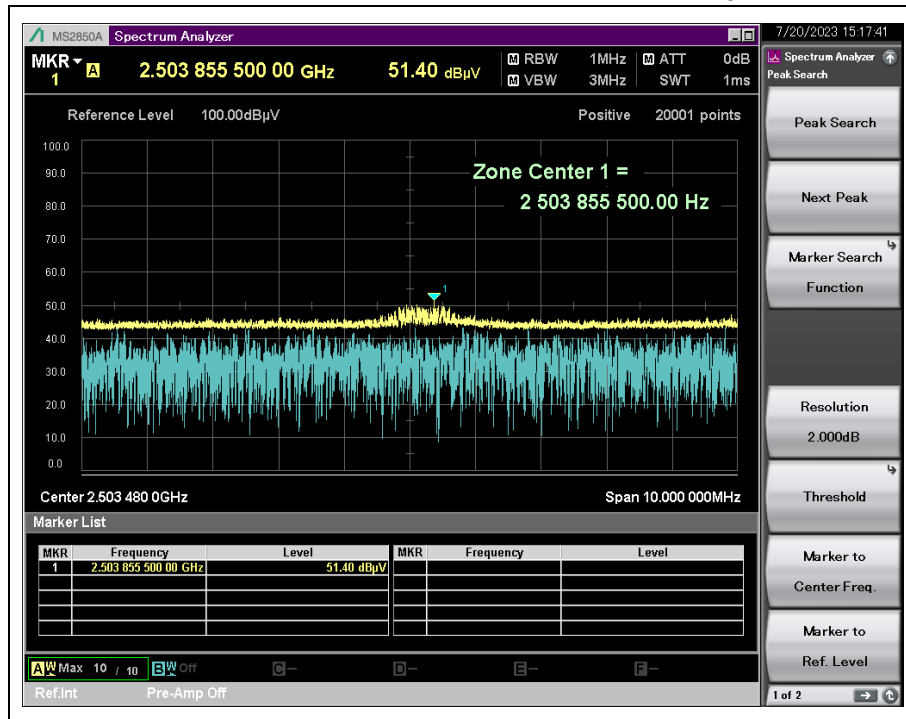 MS2850A Spectrum Analyzer
7/20/2023 15:17:41
MKR 1 A 2.503 855 500 00 GHz 51.40 dBµV
M RBW 1MHz M ATT 0dB
M VBW 3MHz SWT 1ms
Spectrum Analyzer
Peak Search
Reference Level 100.00dBµV Positive 20001 points
Zone Center 1 =
2 503 855 500.00 Hz
100.0
90.0
80.0
70.0
60.0
50.0
40.0
30.0
20.0
10.0
0.0
1
Center 2.503 480 0GHz Span 10.000 000MHz
Marker List
MKR Frequency Level MKR Frequency Level
1 2.503 855 500 00 GHz 51.40 dBµV
A W Max 10 / 10 B W Off C – D – E – F –
Ref.Int Pre-Amp Off
Peak Search
Next Peak
Marker Search
Function
Resolution
2.000dB
Threshold
Marker to
Center Freq.
Marker to
Ref. Level
1 of 2